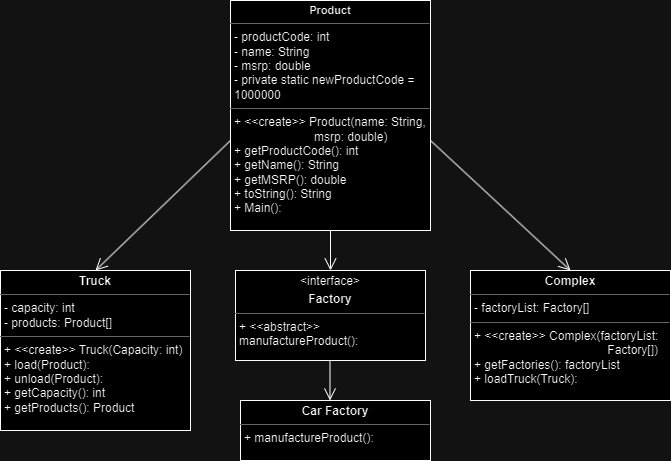 Product
- productCode: int
- name: String
- msrp: double
- private static newProductCode =
1000000
+ <<create>> Product(name: String,
msrp: double)
+ getProductCode(): int
+ getName(): String
+ getMSRP(): double
+ toString(): String
+ Main():
Truck
- capacity: int
- products: Product[]
+ <<create>> Truck(Capacity: int)
+ load(Product):
+ unload(Product):
+ getCapacity(): int
+ getProducts(): Product
<interface>
Factory
+ <<abstract>>
manufactureProduct():
Complex
- factoryList: Factory[]
+ <<create>> Complex(factoryList:
Factory[])
+ getFactories(): factoryList
+ loadTruck(Truck):
Car Factory
+ manufactureProduct():